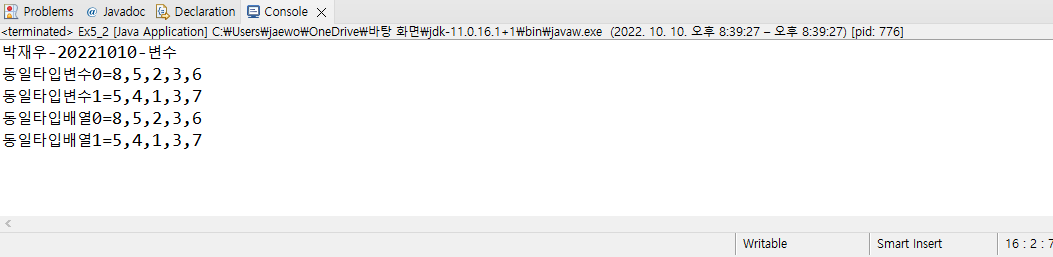 Problems @ Javadoc Declaration Console
<terminated> Ex5_2 [Java Application] C:₩Users₩jaewo₩OneDrive₩바탕 화면₩jdk-11.0.16.1+1₩bin₩javaw.exe (2022. 10. 10. 오후 8:39:27 – 오후 8:39:27) [pid: 776]
박재우-20221010-변수
동일타입변수0=8,5,2,3,6
동일타입변수1=5,4,1,3,7
동일타입배열0=8,5,2,3,6
동일타입배열1=5,4,1,3,7
Writable Smart Insert 16 : 2 : 7